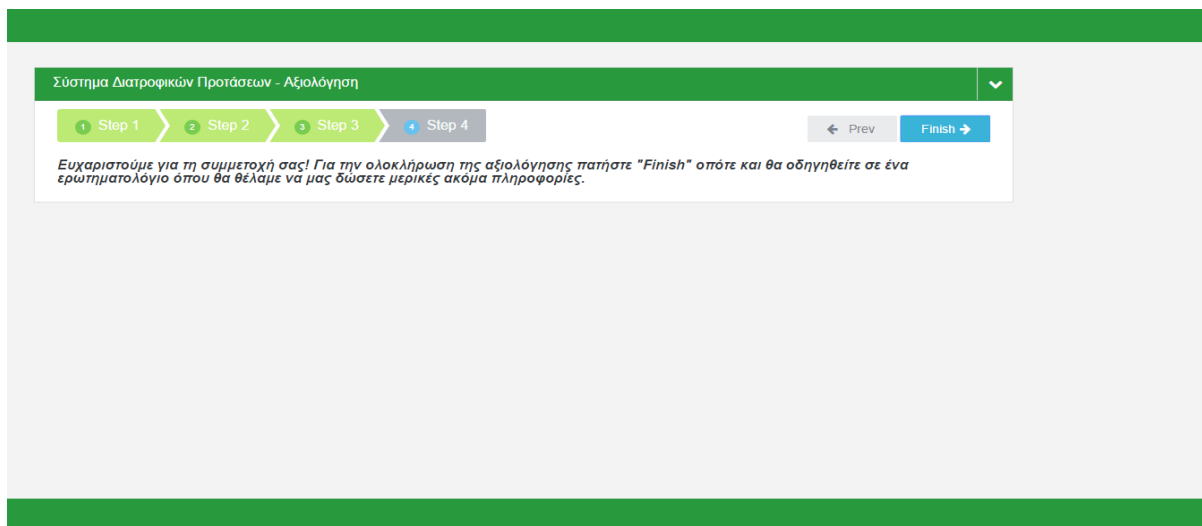 Σύστημα Διατροφικών Προτάσεων - Αξιολόγηση
1 Step 1 2 Step 2 3 Step 3 4 Step 4 Prev Finish
Ευχαριστούμε για τη συμμετοχή σας! Για την ολοκλήρωση της αξιολόγησης πατήστε "Finish" οπότε και θα οδηγηθείτε σε ένα
ερωτηματολόγιο όπου θα θέλαμε να μας δώσετε μερικές ακόμα πληροφορίες.